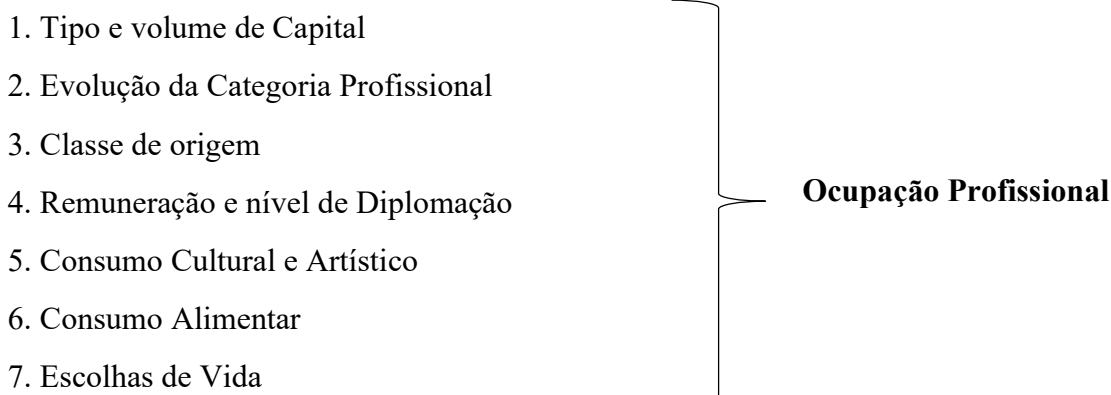 1. Tipo e volume de Capital
2. Evolução da Categoria Profissional
3. Classe de origem
4. Remuneração e nível de Diplomação
Ocupação Profissional
5. Consumo Cultural e Artístico
6. Consumo Alimentar
7. Escolhas de Vida